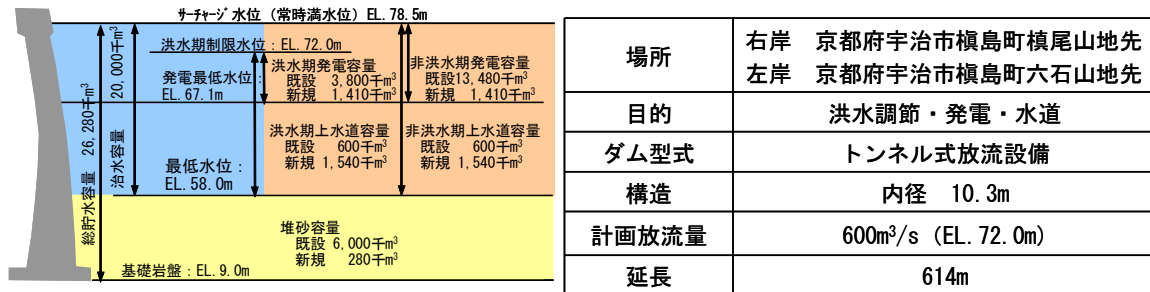 ｻｰﾁｬｰｼﾞ水位（常時満水位）EL.78.5m
洪水期制限水位：EL.72.0m
発電最低水位：
EL.67.1m
洪水期発電容量
既設 3,800千m³
新規 1,410千m³
非洪水期発電容量
既設13,480千m³
新規 1,410千m³
総貯水容量 26,280千m³
治水容量 20,000千m³
最低水位：
EL.58.0m
洪水期上水道容量
既設 600千m³
新規 1,540千m³
非洪水期上水道容量
既設 600千m³
新規 1,540千m³
堆砂容量
既設 6,000千m³
新規 280千m³
基礎岩盤：EL.9.0m
場所
右岸 京都府宇治市槇島町槙尾山地先
左岸 京都府宇治市槇島町六石山地先
目的 洪水調節・発電・水道
ダム型式 トンネル式放流設備
構造 内径 10.3m
計画放流量 600m³/s（EL.72.0m）
延長 614m